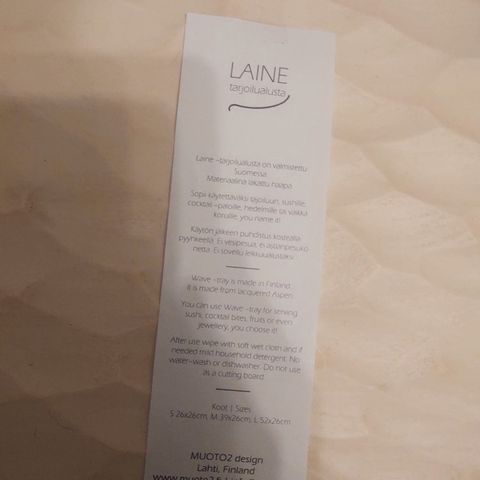 LAINE
tarjoilualusta
Laine -tarjoilualusta on valmistettu
Suomessa.
Materiaalina lakattu haapa.
Sopii käytettäväksi tarjoiluun, sushille,
cocktail -paloille, hedelmille tai vaikka
koruille, you name it!
Käytön jälkeen puhdistus kostealla
pyyhkeellä. Ei vesipesua, ei astianpesuko-
netta. Ei sovellu leikkuualustaksi.
Wave -tray is made in Finland.
It is made from lacquered Aspen.
You can use Wave -tray for serving
sushi, cocktail bites, fruits or even
jewellery, you choose it!
After use wipe with soft wet cloth and if
needed mild household detergent. No
water-wash or dishwasher. Do not use
as a cutting board.
Koot | Sizes
S 26x26cm, M 39x26cm, L 52x26cm
MUOTO2 design
Lahti, Finland